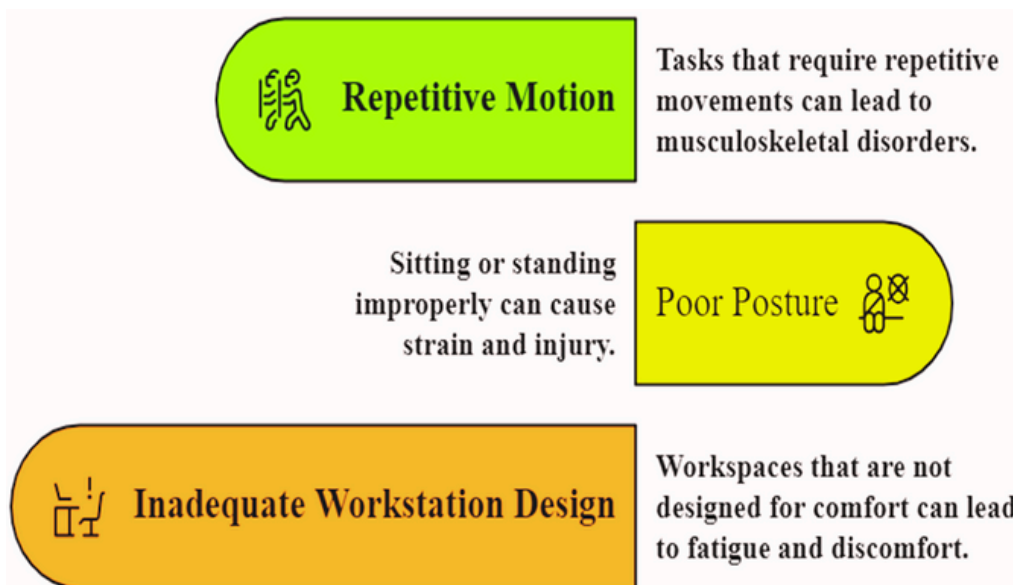 Repetitive Motion
Tasks that require repetitive
movements can lead to
musculoskeletal disorders.
Sitting or standing
improperly can cause
strain and injury.
Poor Posture
Inadequate Workstation Design
Workspaces that are not
designed for comfort can lead
to fatigue and discomfort.